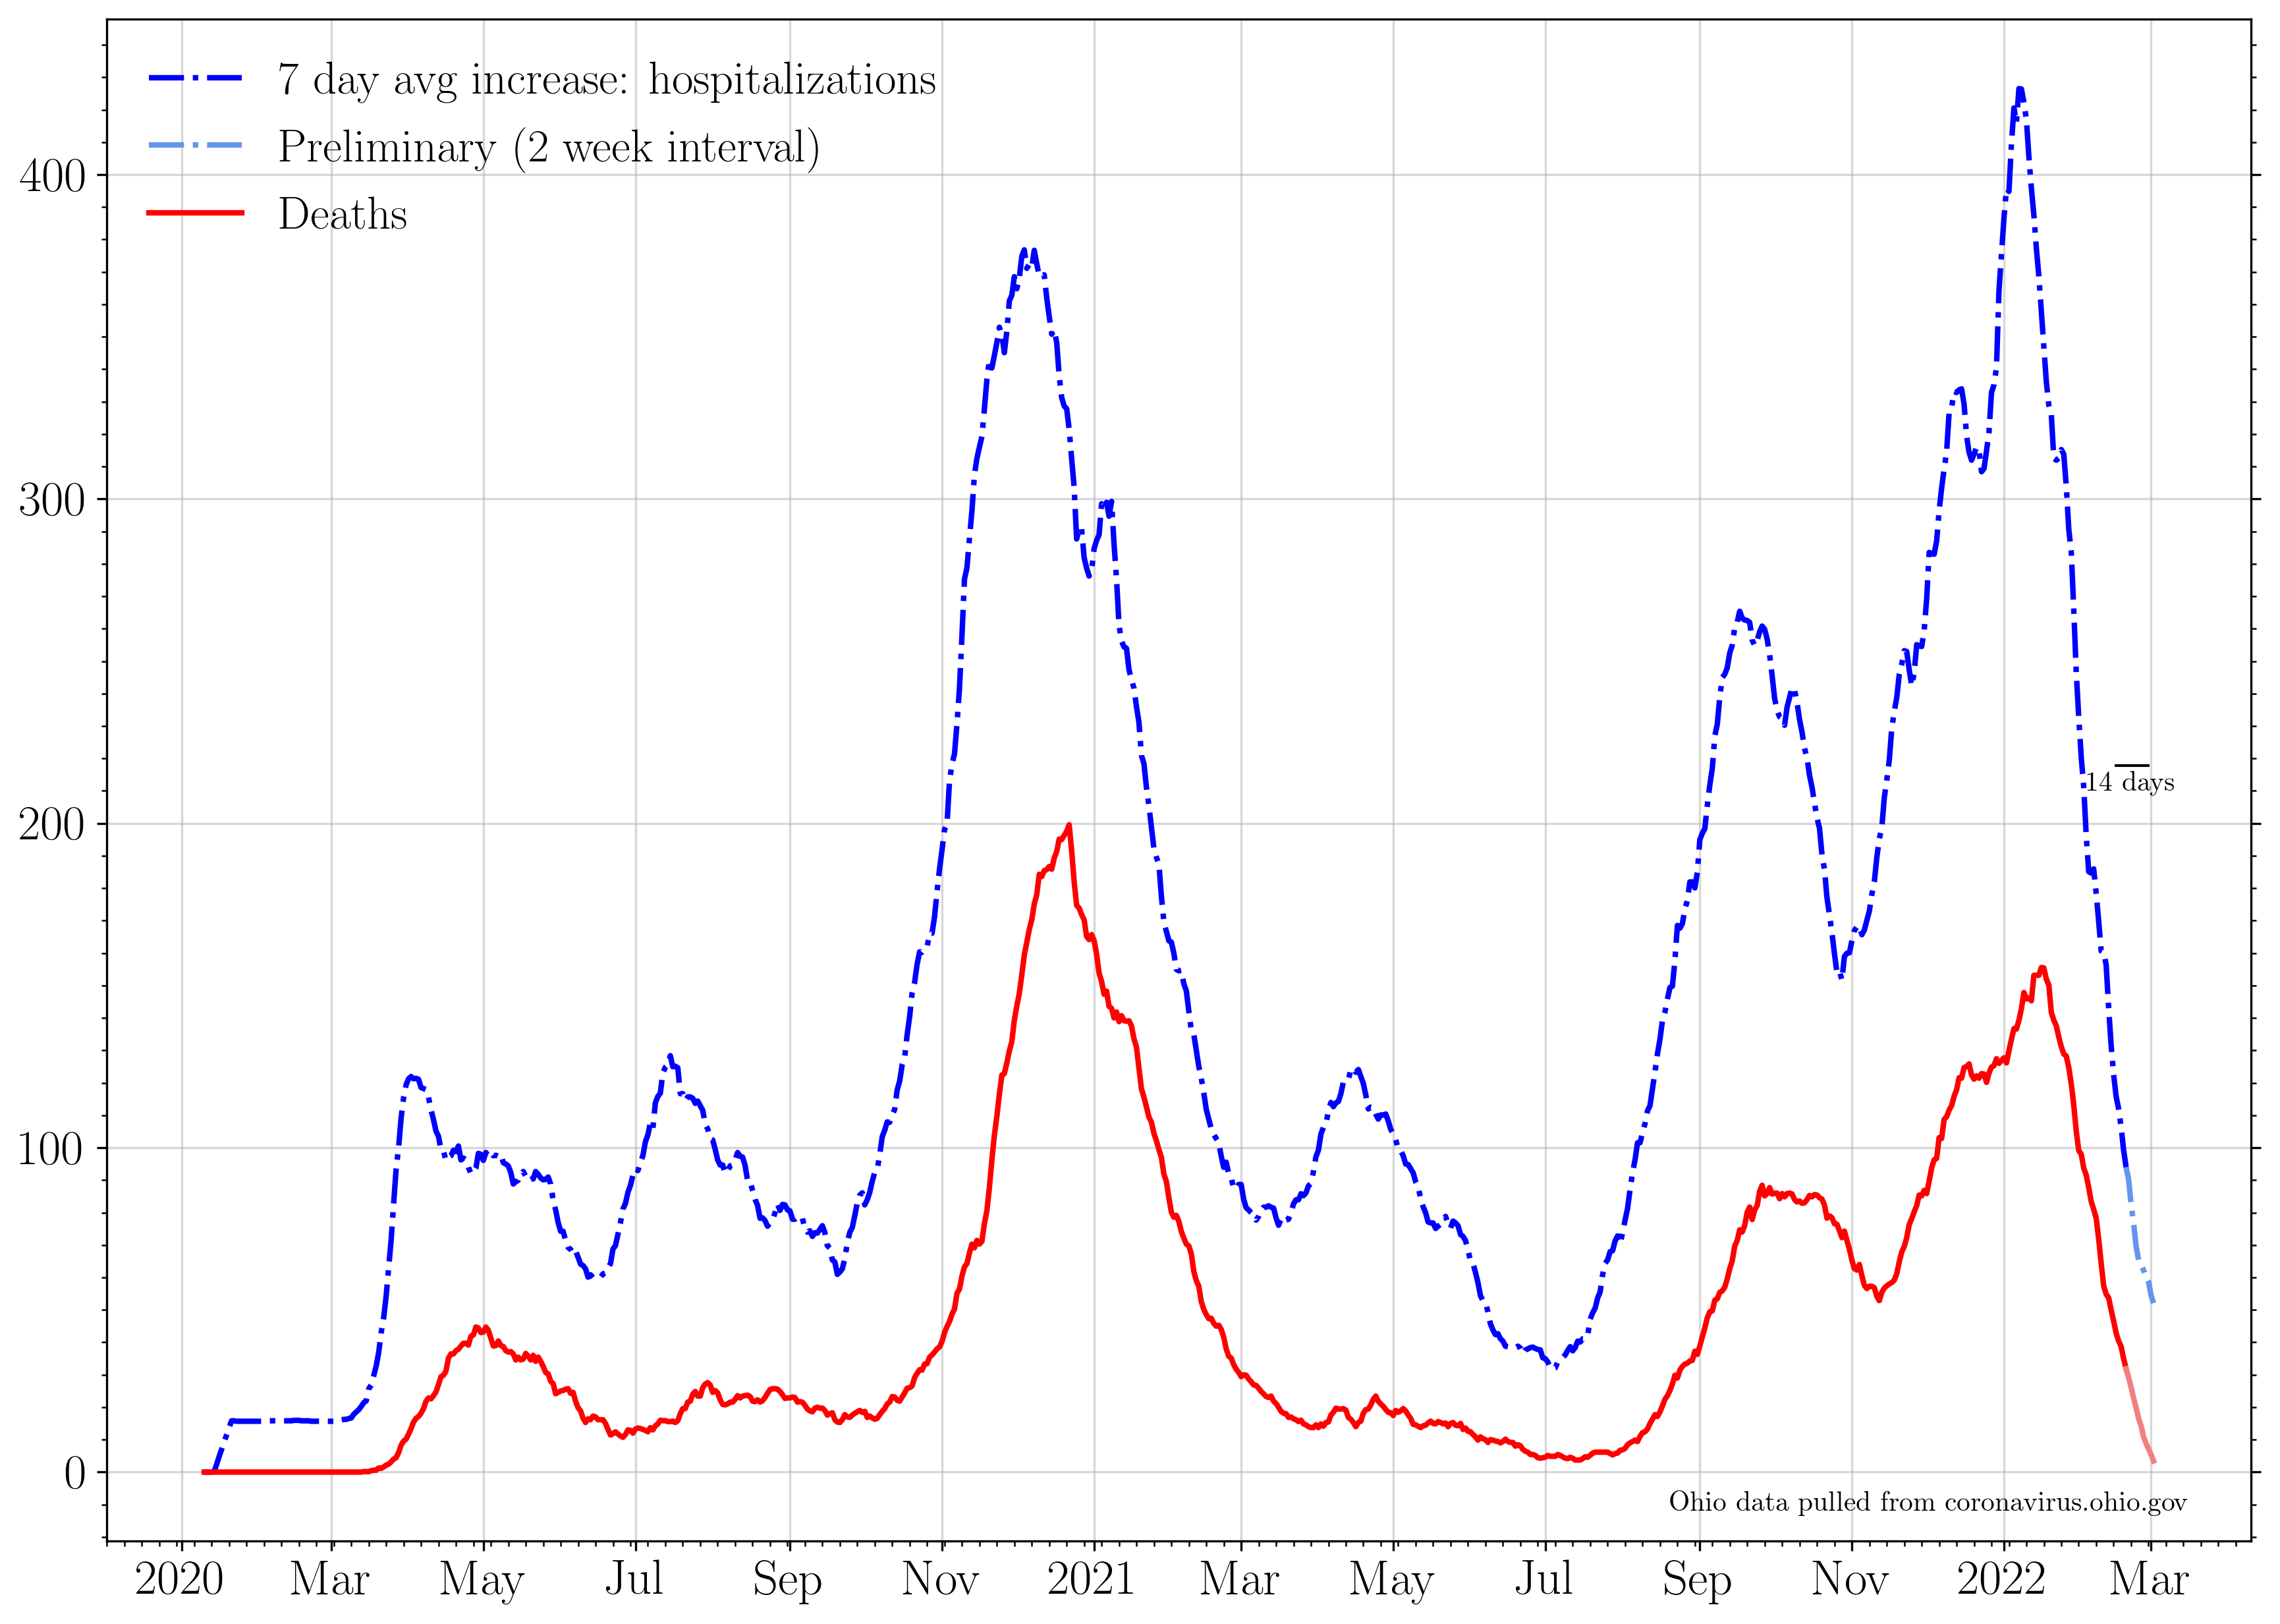 7 day avg increase: hospitalizations
Preliminary (2 week interval)
Deaths
400
300
200
100
0
14 days
Ohio data pulled from coronavirus.ohio.gov
2020 Mar May Jul Sep Nov 2021 Mar May Jul Sep Nov 2022 Mar